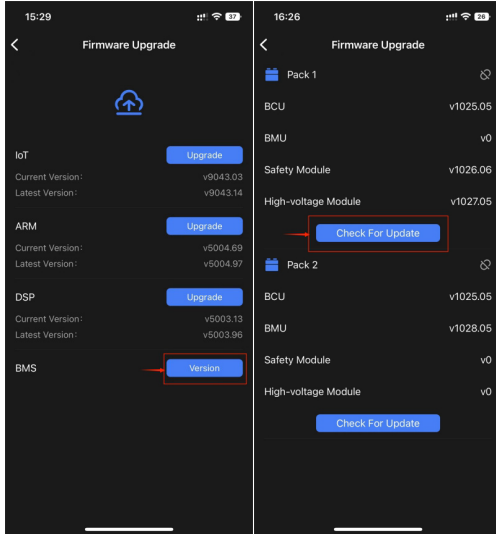 15:29
37
Firmware Upgrade
IoT
Upgrade
Current Version:
v9043.03
Latest Version:
v9043.14
ARM
Upgrade
Current Version:
v5004.69
Latest Version:
v5004.97
DSP
Upgrade
Current Version:
v5003.13
Latest Version:
v5003.96
BMS
Version
16:26
26
Firmware Upgrade
Pack 1
BCU
v1025.05
BMU
v0
Safety Module
v1026.06
High-voltage Module
v1027.05
Check For Update
Pack 2
BCU
v1025.05
BMU
v1028.05
Safety Module
v0
High-voltage Module
v0
Check For Update